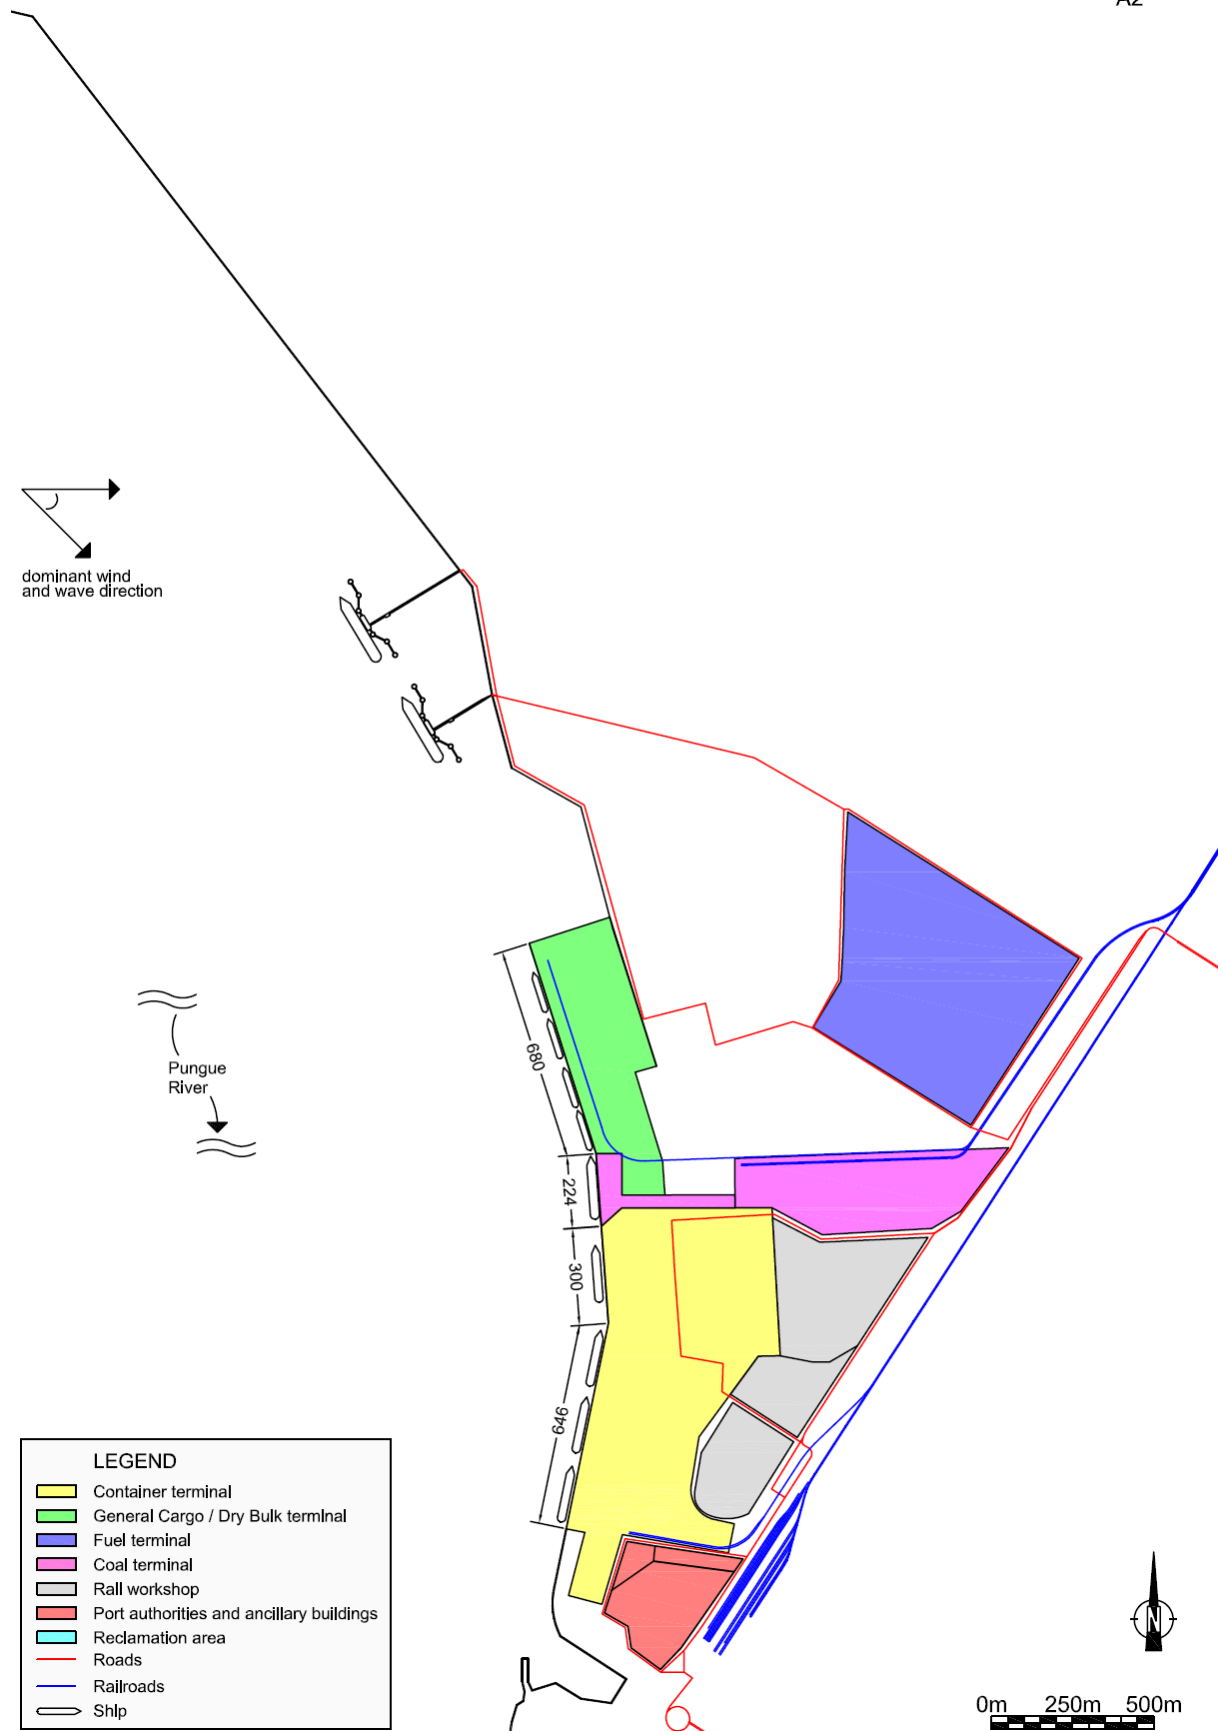 A2
dominant wind
and wave direction
680
Pungue
River
224
300
646
LEGEND
Container terminal
General Cargo / Dry Bulk terminal
Fuel terminal
Coal terminal
Rail workshop
Port authorities and ancillary buildings
Reclamation area
Roads
Railroads
Ship
N
0m 250m 500m